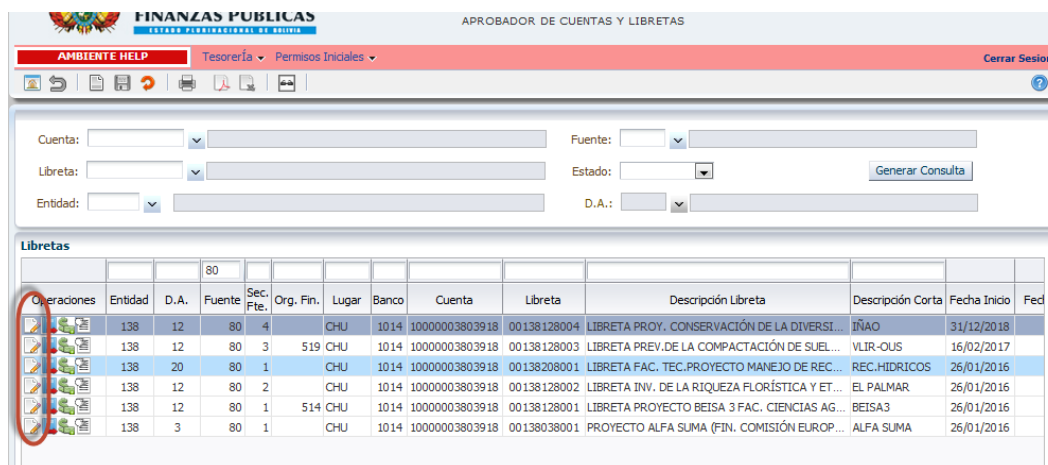 FINANZAS PÚBLICAS
ESTADO PLURINACIONAL DE BOLIVIA
APROBADOR DE CUENTAS Y LIBRETAS
AMBIENTE HELP Tesorería Permisos Iniciales Cerrar Sesion
Cuenta: Fuente:
Libreta: Estado: Generar Consulta
Entidad: D.A.:
Libretas
80
Operaciones Entidad D.A. Fuente Sec. Fte. Org. Fin. Lugar Banco Cuenta Libreta Descripción Libreta Descripción Corta Fecha Inicio Fec
138 12 80 4 CHU 1014 10000003803918 00138128004 LIBRETA PROY. CONSERVACIÓN DE LA DIVERSI... IÑAO 31/12/2018
138 12 80 3 519 CHU 1014 10000003803918 00138128003 LIBRETA PREV.DE LA COMPACTACIÓN DE SUEL... VLIR-OUS 16/02/2017
138 20 80 1 CHU 1014 10000003803918 00138208001 LIBRETA FAC. TEC.PROYECTO MANEJO DE REC... REC.HIDRICOS 26/01/2016
138 12 80 2 CHU 1014 10000003803918 00138128002 LIBRETA INV. DE LA RIQUEZA FLORÍSTICA Y ET... EL PALMAR 26/01/2016
138 12 80 1 514 CHU 1014 10000003803918 00138128001 LIBRETA PROYECTO BEISA 3 FAC. CIENCIAS AG... BEISA3 26/01/2016
138 3 80 1 CHU 1014 10000003803918 00138038001 PROYECTO ALFA SUMA (FIN. COMISIÓN EUROP... ALFA SUMA 26/01/2016